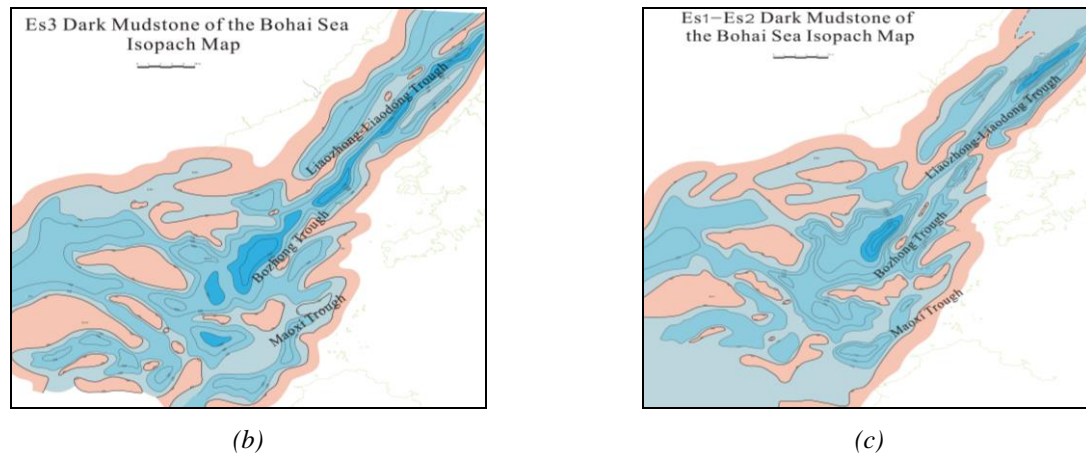 Es3 Dark Mudstone of the Bohai Sea
Isopach Map
Liaozhong-Liaodong Trough
Bozhong Trough
Maoxi Trough
(b)
Es1-Es2 Dark Mudstone of
the Bohai Sea Isopach Map
Liaozhong-Liaodong Trough
Bozhong Trough
Maoxi Trough
(c)